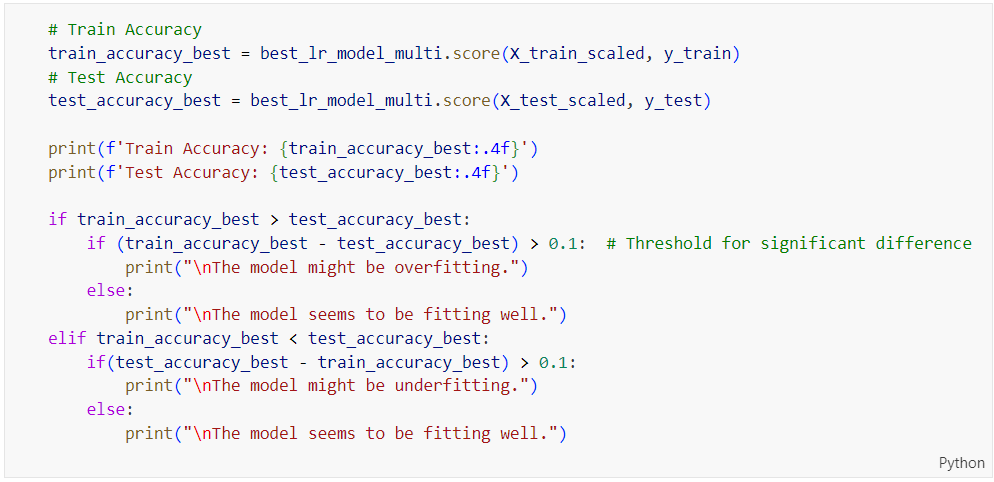 # Train Accuracy
train_accuracy_best = best_lr_model_multi.score(X_train_scaled, y_train)
# Test Accuracy
test_accuracy_best = best_lr_model_multi.score(X_test_scaled, y_test)

print(f'Train Accuracy: {train_accuracy_best:.4f}')
print(f'Test Accuracy: {test_accuracy_best:.4f}')

if train_accuracy_best > test_accuracy_best:
    if (train_accuracy_best - test_accuracy_best) > 0.1:  # Threshold for significant difference
        print("\nThe model might be overfitting.")
    else:
        print("\nThe model seems to be fitting well.")
elif train_accuracy_best < test_accuracy_best:
    if(test_accuracy_best - train_accuracy_best) > 0.1:
        print("\nThe model might be underfitting.")
    else:
        print("\nThe model seems to be fitting well.")
Python